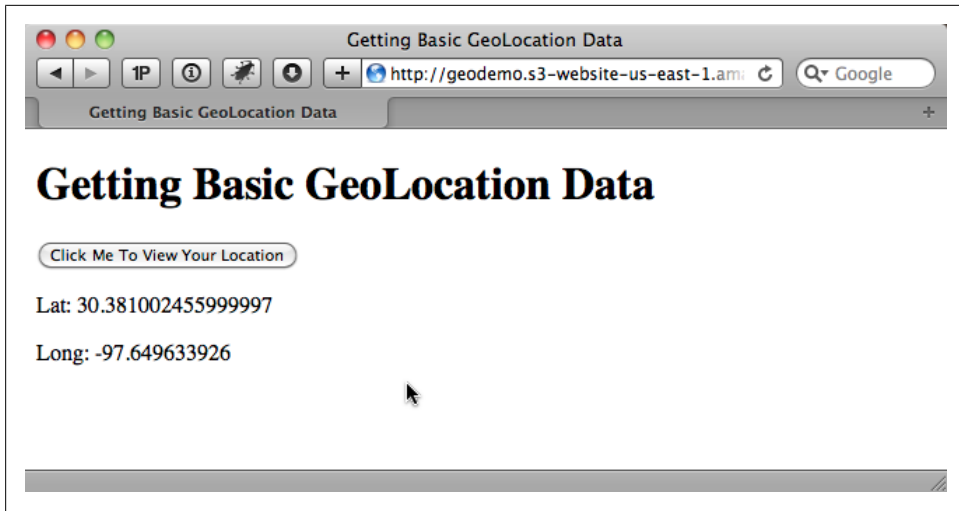 Getting Basic GeoLocation Data
1P
http://geodemo.s3-website-us-east-1.am
Google
Getting Basic GeoLocation Data
Getting Basic GeoLocation Data
Click Me To View Your Location
Lat: 30.381002455999997
Long: -97.649633926